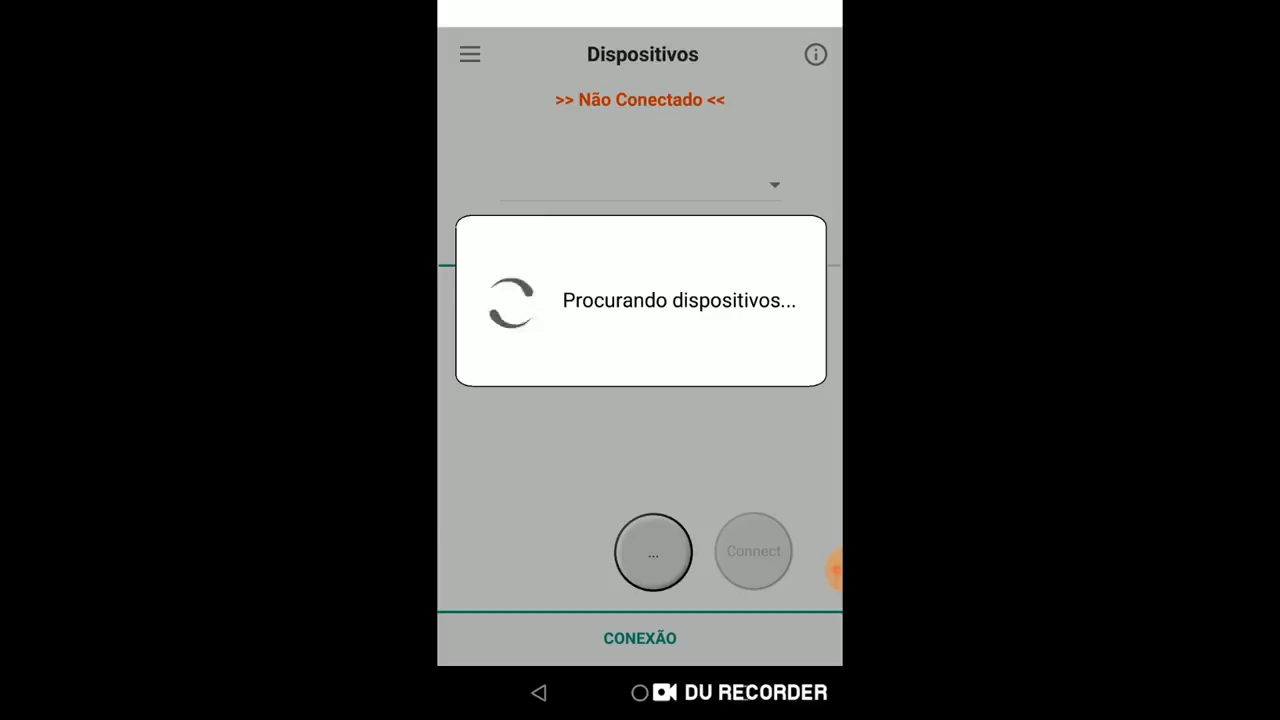 Dispositivos
>> Não Conectado <<
Procurando dispositivos...
...
Connect
CONEXÃO
DU RECORDER